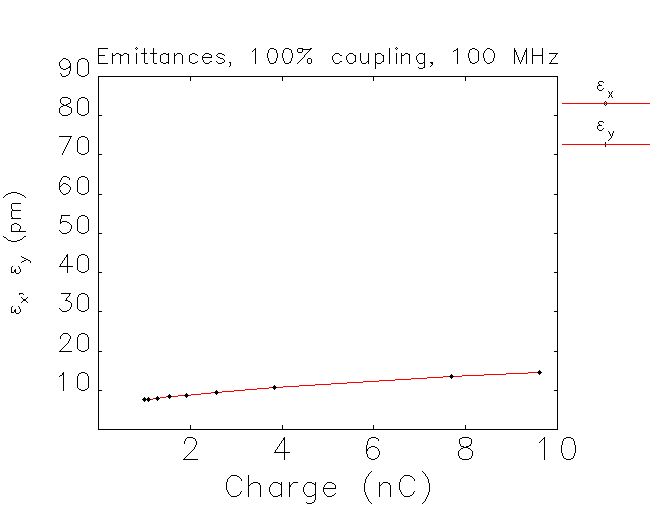 Emittances, 100% coupling, 100 MHz
εx
εy
εx, εy (pm)
90
80
70
60
50
40
30
20
10
2 4 6 8 10
Charge (nC)